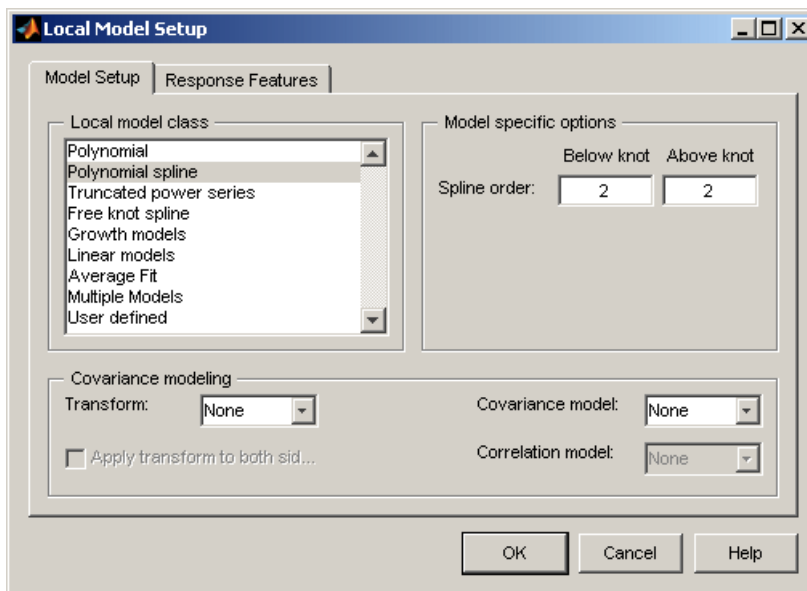 Local Model Setup
Model Setup
Response Features
Local model class
Polynomial
Polynomial spline
Truncated power series
Free knot spline
Growth models
Linear models
Average Fit
Multiple Models
User defined
Model specific options
Below knot Above knot
Spline order: 2 2
Covariance modeling
Transform: None
Covariance model: None
Apply transform to both sid...
Correlation model: None
OK
Cancel
Help